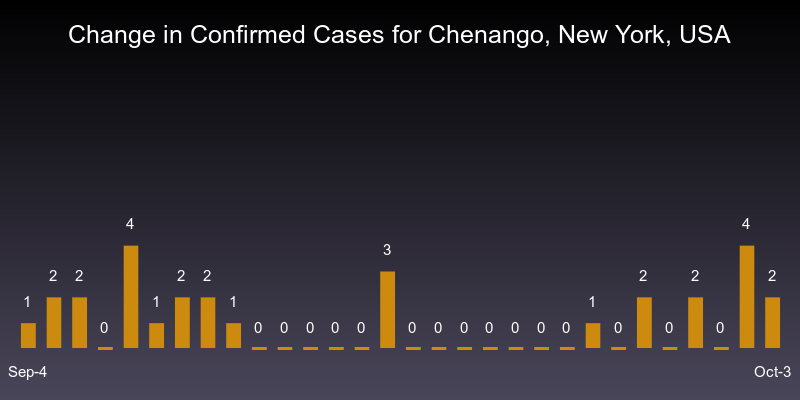 Change in Confirmed Cases for Chenango, New York, USA
1 2 2 0 4 1 2 2 1 0 0 0 0 0 3 0 0 0 0 0 0 0 1 0 2 0 2 0 4 2
Sep-4 Oct-3